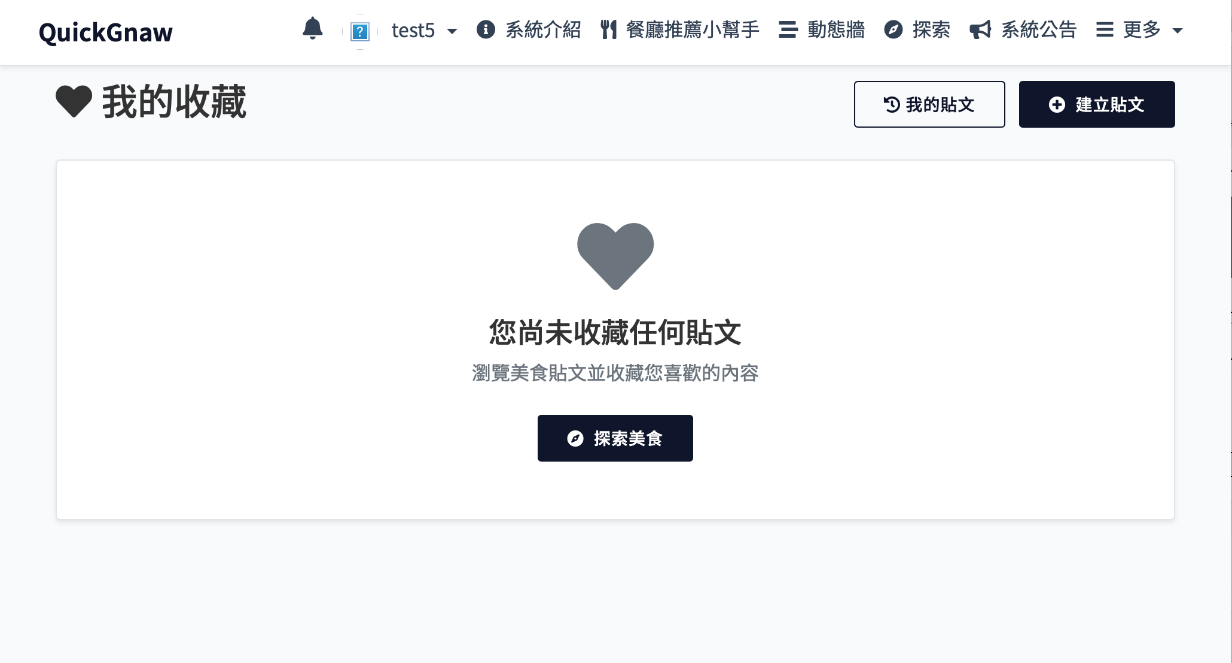 QuickGnaw
test5 系統介紹 餐廳推薦小幫手 動態牆 探索 系統公告 更多
我的收藏
我的貼文 建立貼文
您尚未收藏任何貼文
瀏覽美食貼文並收藏您喜歡的內容
探索美食